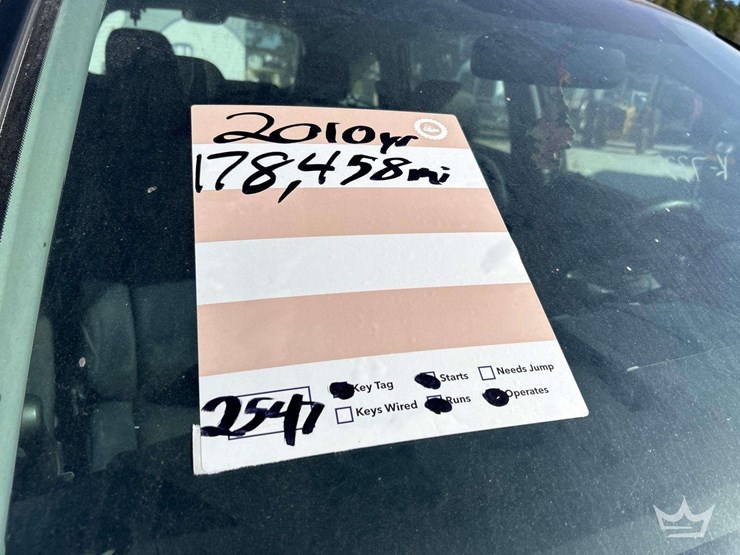 2010yr
178,458mi
Key Tag Starts Needs Jump
2547 Keys Wired Runs Operates